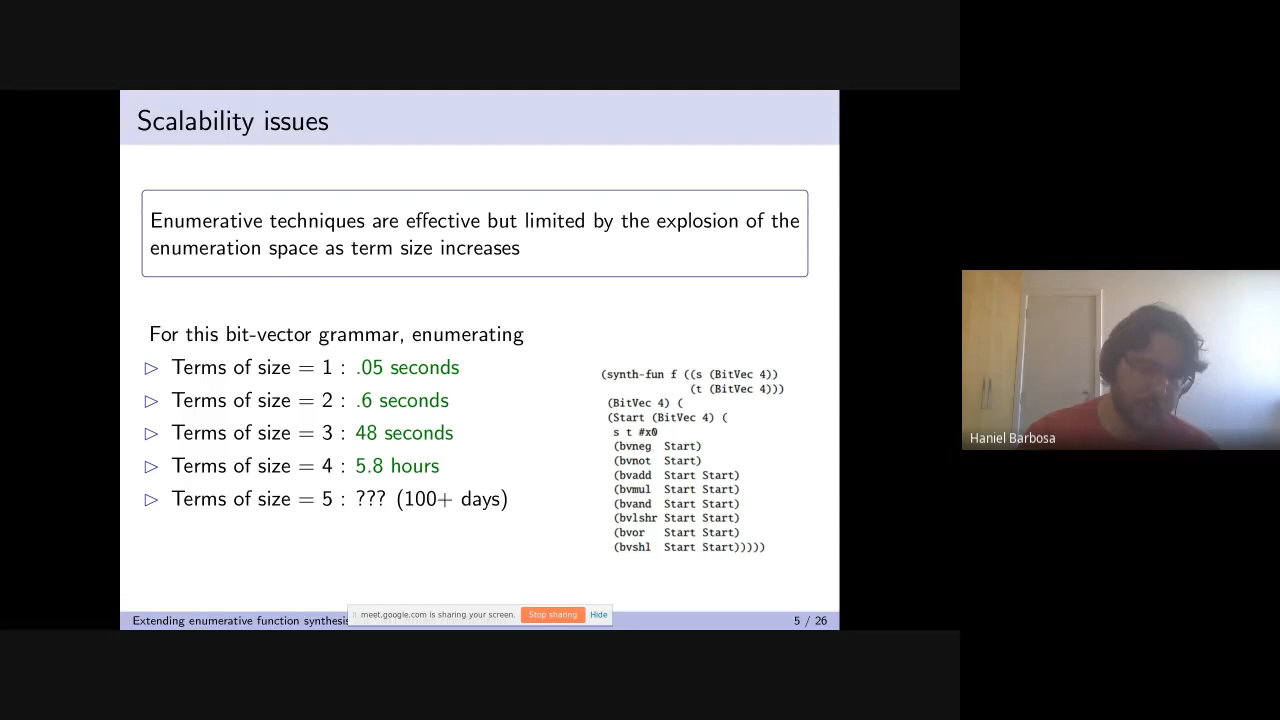 Scalability issues
Enumerative techniques are effective but limited by the explosion of the
enumeration space as term size increases
For this bit-vector grammar, enumerating
▷ Terms of size = 1 : .05 seconds
▷ Terms of size = 2 : .6 seconds
▷ Terms of size = 3 : 48 seconds
▷ Terms of size = 4 : 5.8 hours
▷ Terms of size = 5 : ??? (100+ days)
(synth-fun f ((s (BitVec 4))
(t (BitVec 4)))
(BitVec 4) (
(Start (BitVec 4) (
s t #x0
(bvneg Start)
(bvnot Start)
(bvadd Start Start)
(bvmul Start Start)
(bvand Start Start)
(bvlshr Start Start)
(bvor Start Start)
(bvshl Start Start)))))
Extending enumerative function synthesis
meet.google.com is sharing your screen. Stop sharing Hide
5 / 26
Haniel Barbosa